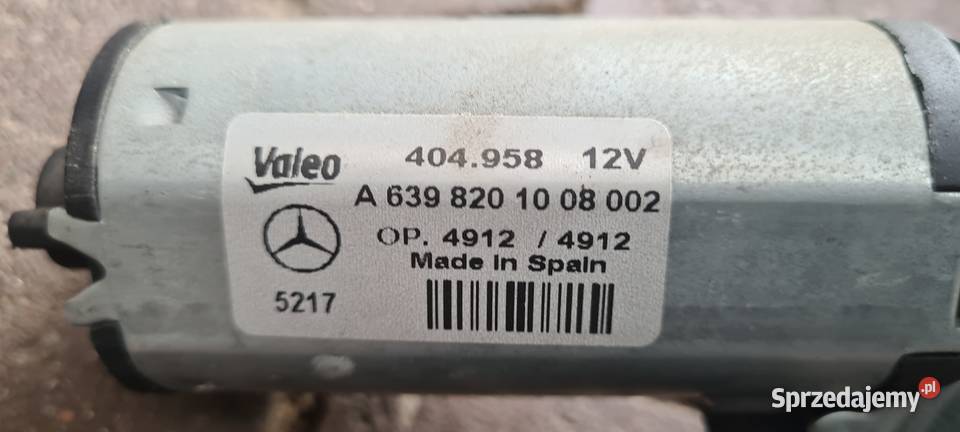 Valeo 404.958 12V
A 639 820 10 08 002
OP. 4912 / 4912
Made in Spain
5217
Sprzedajemy.pl